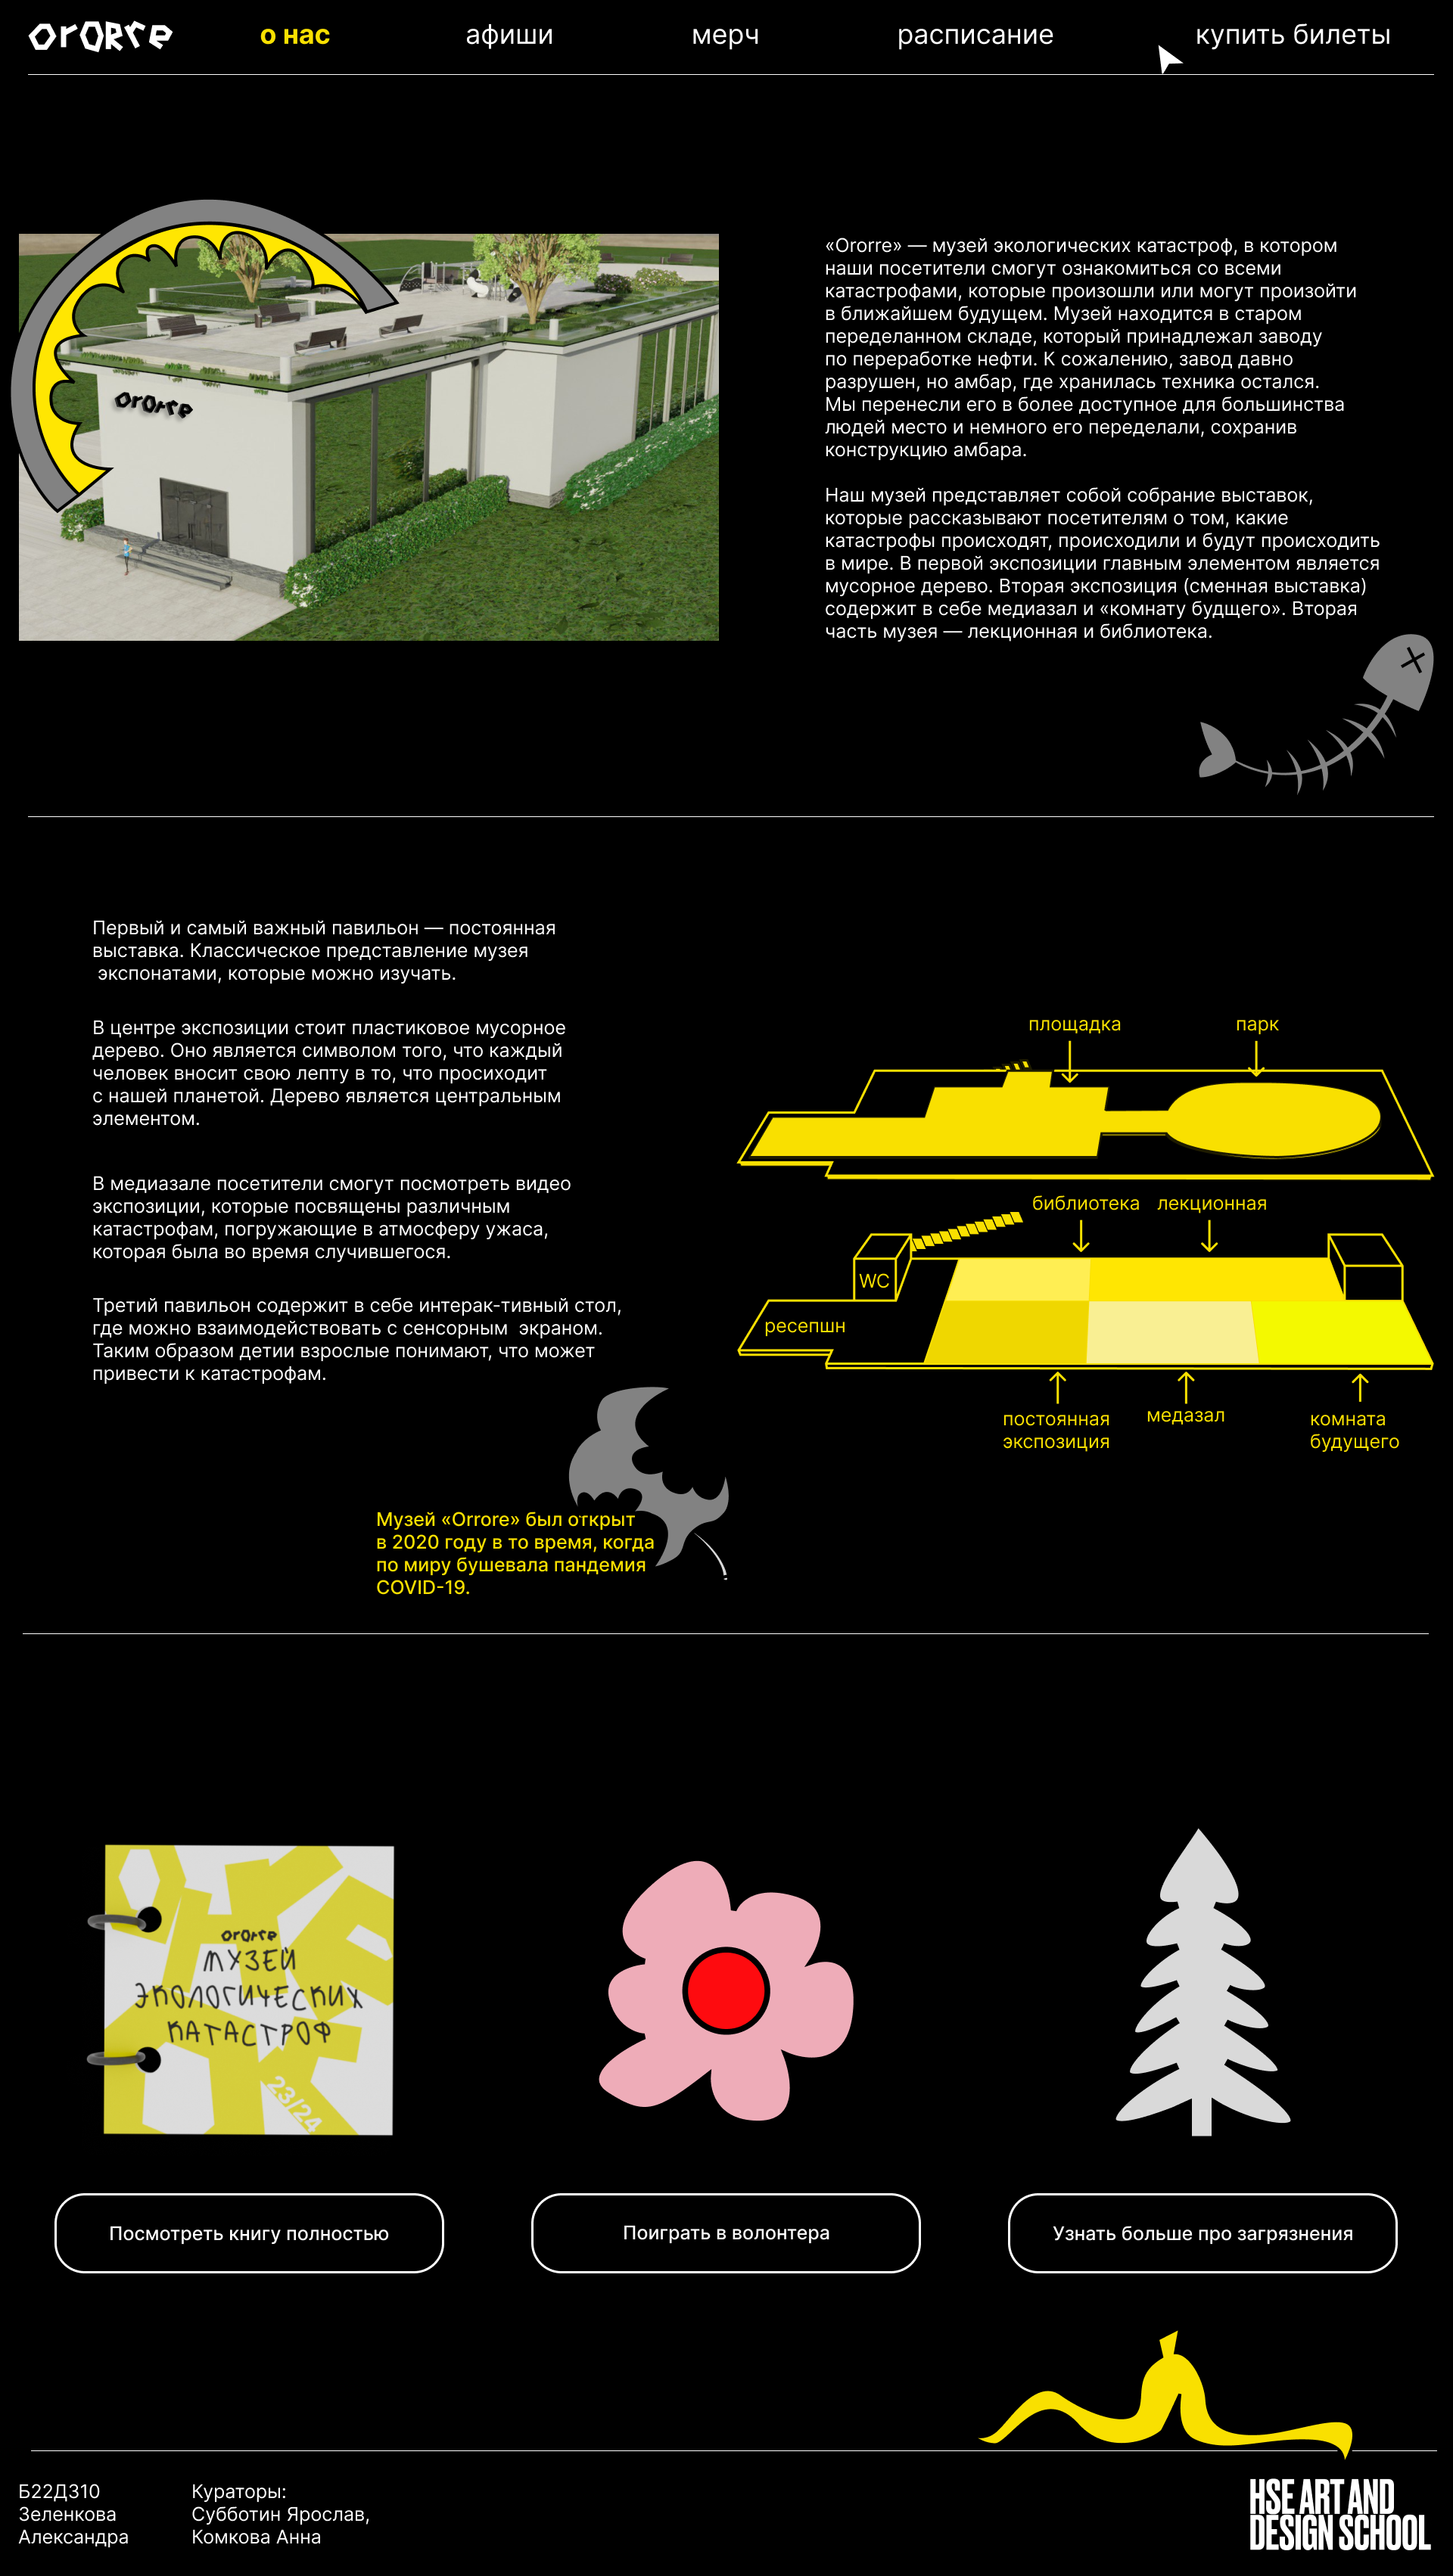 ororre
о нас
афиши
мерч
расписание
купить билеты
ororre
«Ororre» — музей экологических катастроф, в котором
наши посетители смогут ознакомиться со всеми
катастрофами, которые произошли или могут произойти
в ближайшем будущем. Музей находится в старом
переделанном складе, который принадлежал заводу
по переработке нефти. К сожалению, завод давно
разрушен, но амбар, где хранилась техника остался.
Мы перенесли его в более доступное для большинства
людей место и немного его переделали, сохранив
конструкцию амбара.
Наш музей представляет собой собрание выставок,
которые рассказывают посетителям о том, какие
катастрофы происходят, происходили и будут происходить
в мире. В первой экспозиции главным элементом является
мусорное дерево. Вторая экспозиция (сменная выставка)
содержит в себе медиазал и «комнату будщего». Вторая
часть музея — лекционная и библиотека.
Первый и самый важный павильон — постоянная
выставка. Классическое представление музея
экспонатами, которые можно изучать.
В центре экспозиции стоит пластиковое мусорное
дерево. Оно является символом того, что каждый
человек вносит свою лепту в то, что просиходит
с нашей планетой. Дерево является центральным
элементом.
В медиазале посетители смогут посмотреть видео
экспозиции, которые посвящены различным
катастрофам, погружающие в атмосферу ужаса,
которая была во время случившегося.
Третий павильон содержит в себе интерак-тивный стол,
где можно взаимодействовать с сенсорным экраном.
Таким образом детии взрослые понимают, что может
привести к катастрофам.
площадка
парк
библиотека
лекционная
WC
ресепшн
постоянная
экспозиция
медазал
комната
будущего
Музей «Orrore» был открыт
в 2020 году в то время, когда
по миру бушевала пандемия
COVID-19.
ororre
МУЗЕЙ
ЭКОЛОГИЧЕСКИХ
КАТАСТРОФ
23/24
Посмотреть книгу полностью
Поиграть в волонтера
Узнать больше про загрязнения
Б22ДЗ10
Зеленкова
Александра
Кураторы:
Субботин Ярослав,
Комкова Анна
HSE ART AND
DESIGN SCHOOL